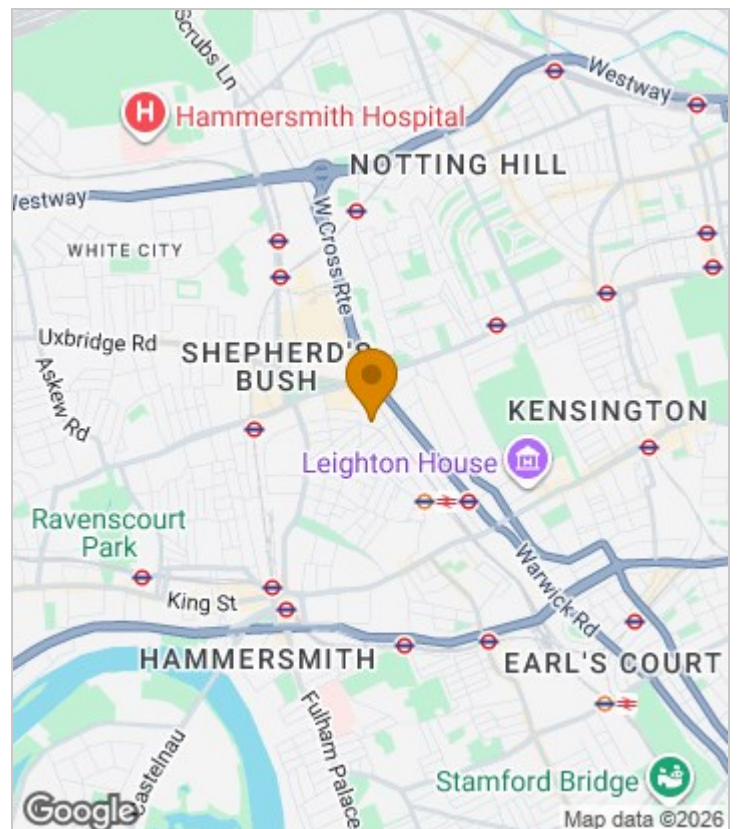 Scrubs Ln
Westway
Hammersmith Hospital
NOTTING HILL
Westway
W Cross Rte
WHITE CITY
Uxbridge Rd
SHEPHERD'S
BUSH
Askew Rd
KENSINGTON
Leighton House
Ravenscourt
Park
King St
Warwick Rd
HAMMERSMITH
EARL'S COURT
Fulham Palace
Castelnau
Stamford Bridge
Google
Map data ©2026